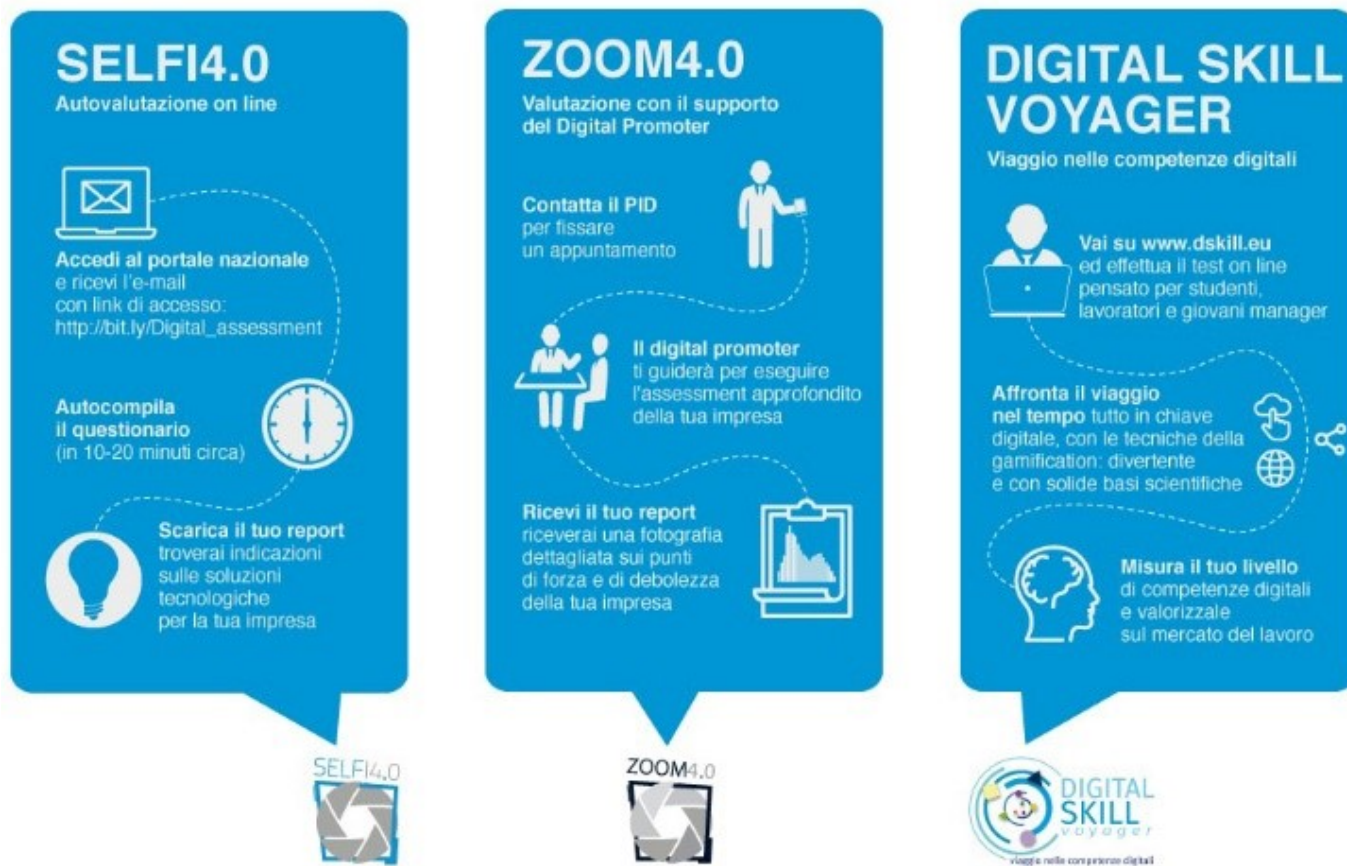 SELFI4.0
Autovalutazione on line
Accedi al portale nazionale
e ricevi l'e-mail
con link di accesso:
http://bit.ly/Digital_assessment
Autocompila
il questionario
(in 10-20 minuti circa)
Scarica il tuo report
troverai indicazioni
sulle soluzioni
tecnologiche
per la tua impresa
SELFI4.0
ZOOM4.0
Valutazione con il supporto
del Digital Promoter
Contatta il PID
per fissare
un appuntamento
Il digital promoter
ti guiderà per eseguire
l'assessment approfondito
della tua impresa
Ricevi il tuo report
riceverai una fotografia
dettagliata sui punti
di forza e di debolezza
della tua impresa
ZOOM4.0
DIGITAL SKILL
VOYAGER
Viaggio nelle competenze digitali
Vai su www.dskill.eu
ed effettua il test on line
pensato per studenti,
lavoratori e giovani manager
Affronta il viaggio
nel tempo tutto in chiave
digitale, con le tecniche della
gamification: divertente
e con solide basi scientifiche
Misura il tuo livello
di competenze digitali
e valorizzale
sul mercato del lavoro
DIGITAL
SKILL
voyager
viaggio nelle competenze digitali